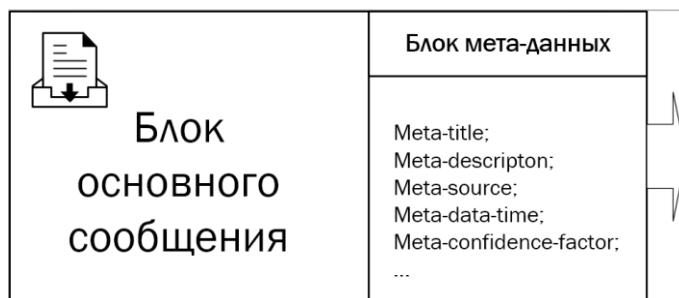 Блок
основного
сообщения
Блок мета-данных
Meta-title;
Meta-descripton;
Meta-source;
Meta-data-time;
Meta-confidence-factor;
...